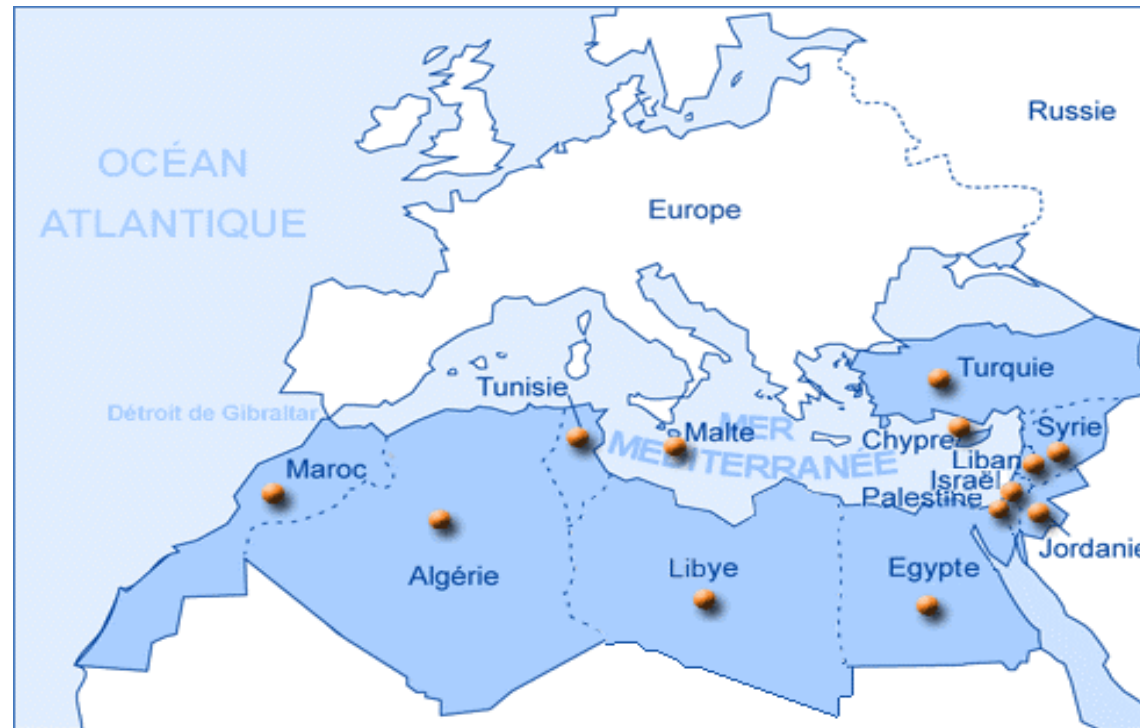 Russie
OCÉAN
ATLANTIQUE
Europe
Turquie
Tunisie
Détroit de Gibraltar
MER
MEDITERRANÉE
Malte
Chypre
Syrie
Liban
Maroc
Israël
Palestine
Jordanie
Algérie
Libye
Egypte